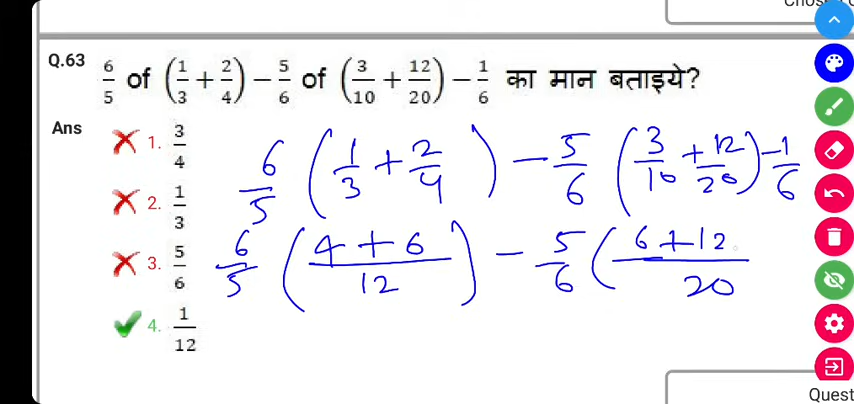 Chosen
Q.63 6/5 of (1/3 + 2/4) − 5/6 of (3/10 + 12/20) − 1/6 का मान बताइये?
Ans 1. 3/4
2. 1/3
3. 5/6
4. 1/12
6/5 (1/3 + 2/4) − 5/6 (3/10 + 12/20) − 1/6
6/5 (4 + 6/12) − 5/6 (6 + 12/20
Quest